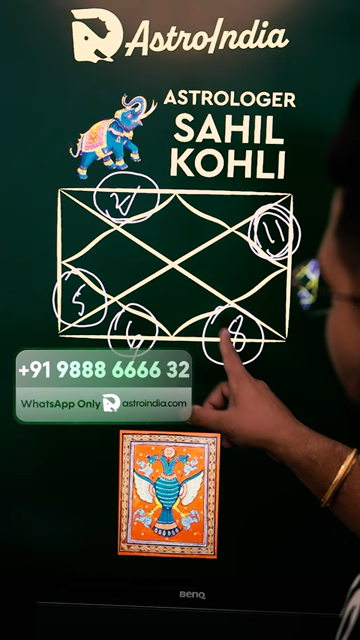 AstroIndia
ASTROLOGER
SAHIL
KOHLI
2
11
5
6
8
+91 9888 6666 32
WhatsApp Only astroindia.com
BenQ